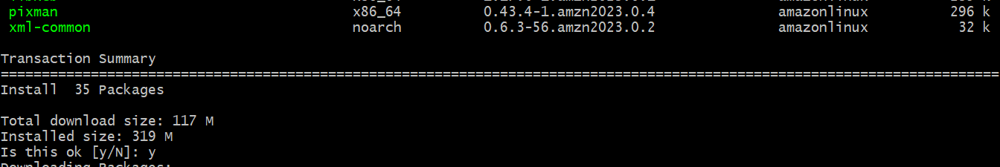 pixman x86_64 0.43.4-1.amzn2023.0.4 amazonlinux 296 k
xml-common noarch 0.6.3-56.amzn2023.0.2 amazonlinux 32 k
Transaction Summary
================================================================================================================
Install  35 Packages
Total download size: 117 M
Installed size: 319 M
Is this ok [y/N]: y
Downloading Packages: